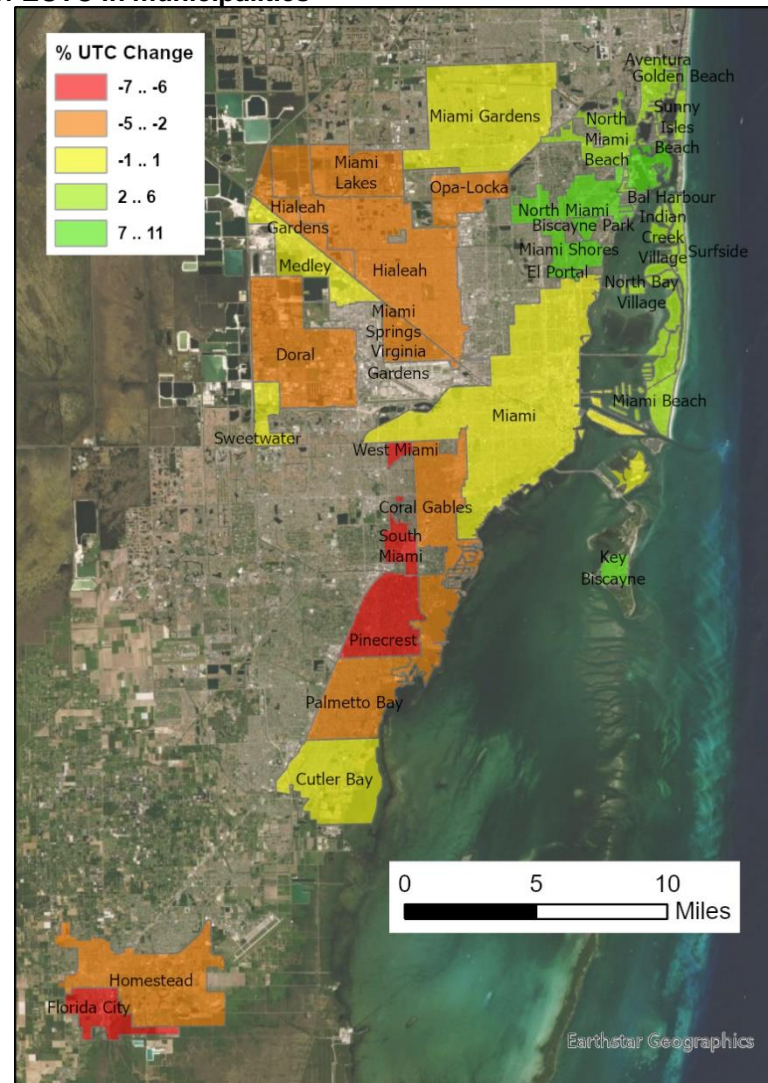 % UTC Change
-7 .. -6
-5 .. -2
-1 .. 1
2 .. 6
7 .. 11
Aventura
Golden Beach
Miami Gardens
Sunny
Isles
Beach
North
Miami
Beach
Miami
Lakes
Opa-Locka
Hialeah
Gardens
North Miami
Bal Harbour
Biscayne Park
Indian
Creek
Village
Miami Shores
Surfside
El Portal
Medley
Hialeah
North Bay
Village
Miami
Springs
Virginia
Gardens
Doral
Miami
Miami Beach
Sweetwater
West Miami
Coral Gables
South
Miami
Key
Biscayne
Pinecrest
Palmetto Bay
Cutler Bay
0 5 10
Miles
Homestead
Florida City
Earthstar Geographics